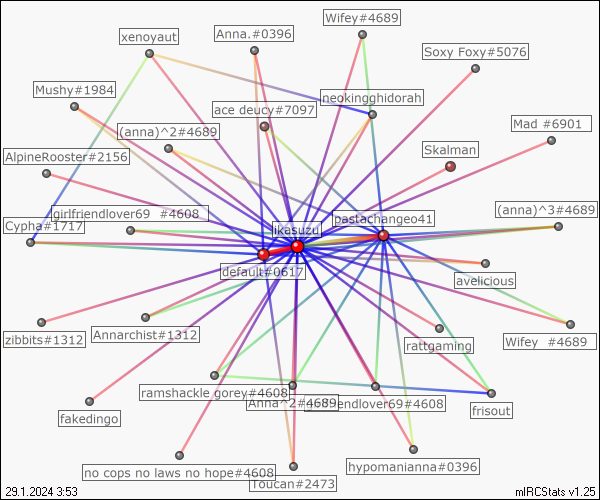 Wifey#4689
Anna.#0396
xenoyaut
Soxy Foxy#5076
Mushy#1984
neokingghidorah
ace deucy#7097
Mad #6901
(anna)^2#4689
Skalman
AlpineRooster#2156
(anna)^3#4689
girlfriendlover69 #4608
pastachangeo41
Cypha#1717
likasuzu
default#0617
avelicious
zibbits#1312
Annarchist#1312
Wifey #4689
rattgaming
ramshackle gorey#4608
Anna^2#4689
endlover69#4608
frisout
fakedingo
hypomanianna#0396
no cops no laws no hope#4608
Toucan#2473
29.1.2024 3:53
mIRCStats v1.25